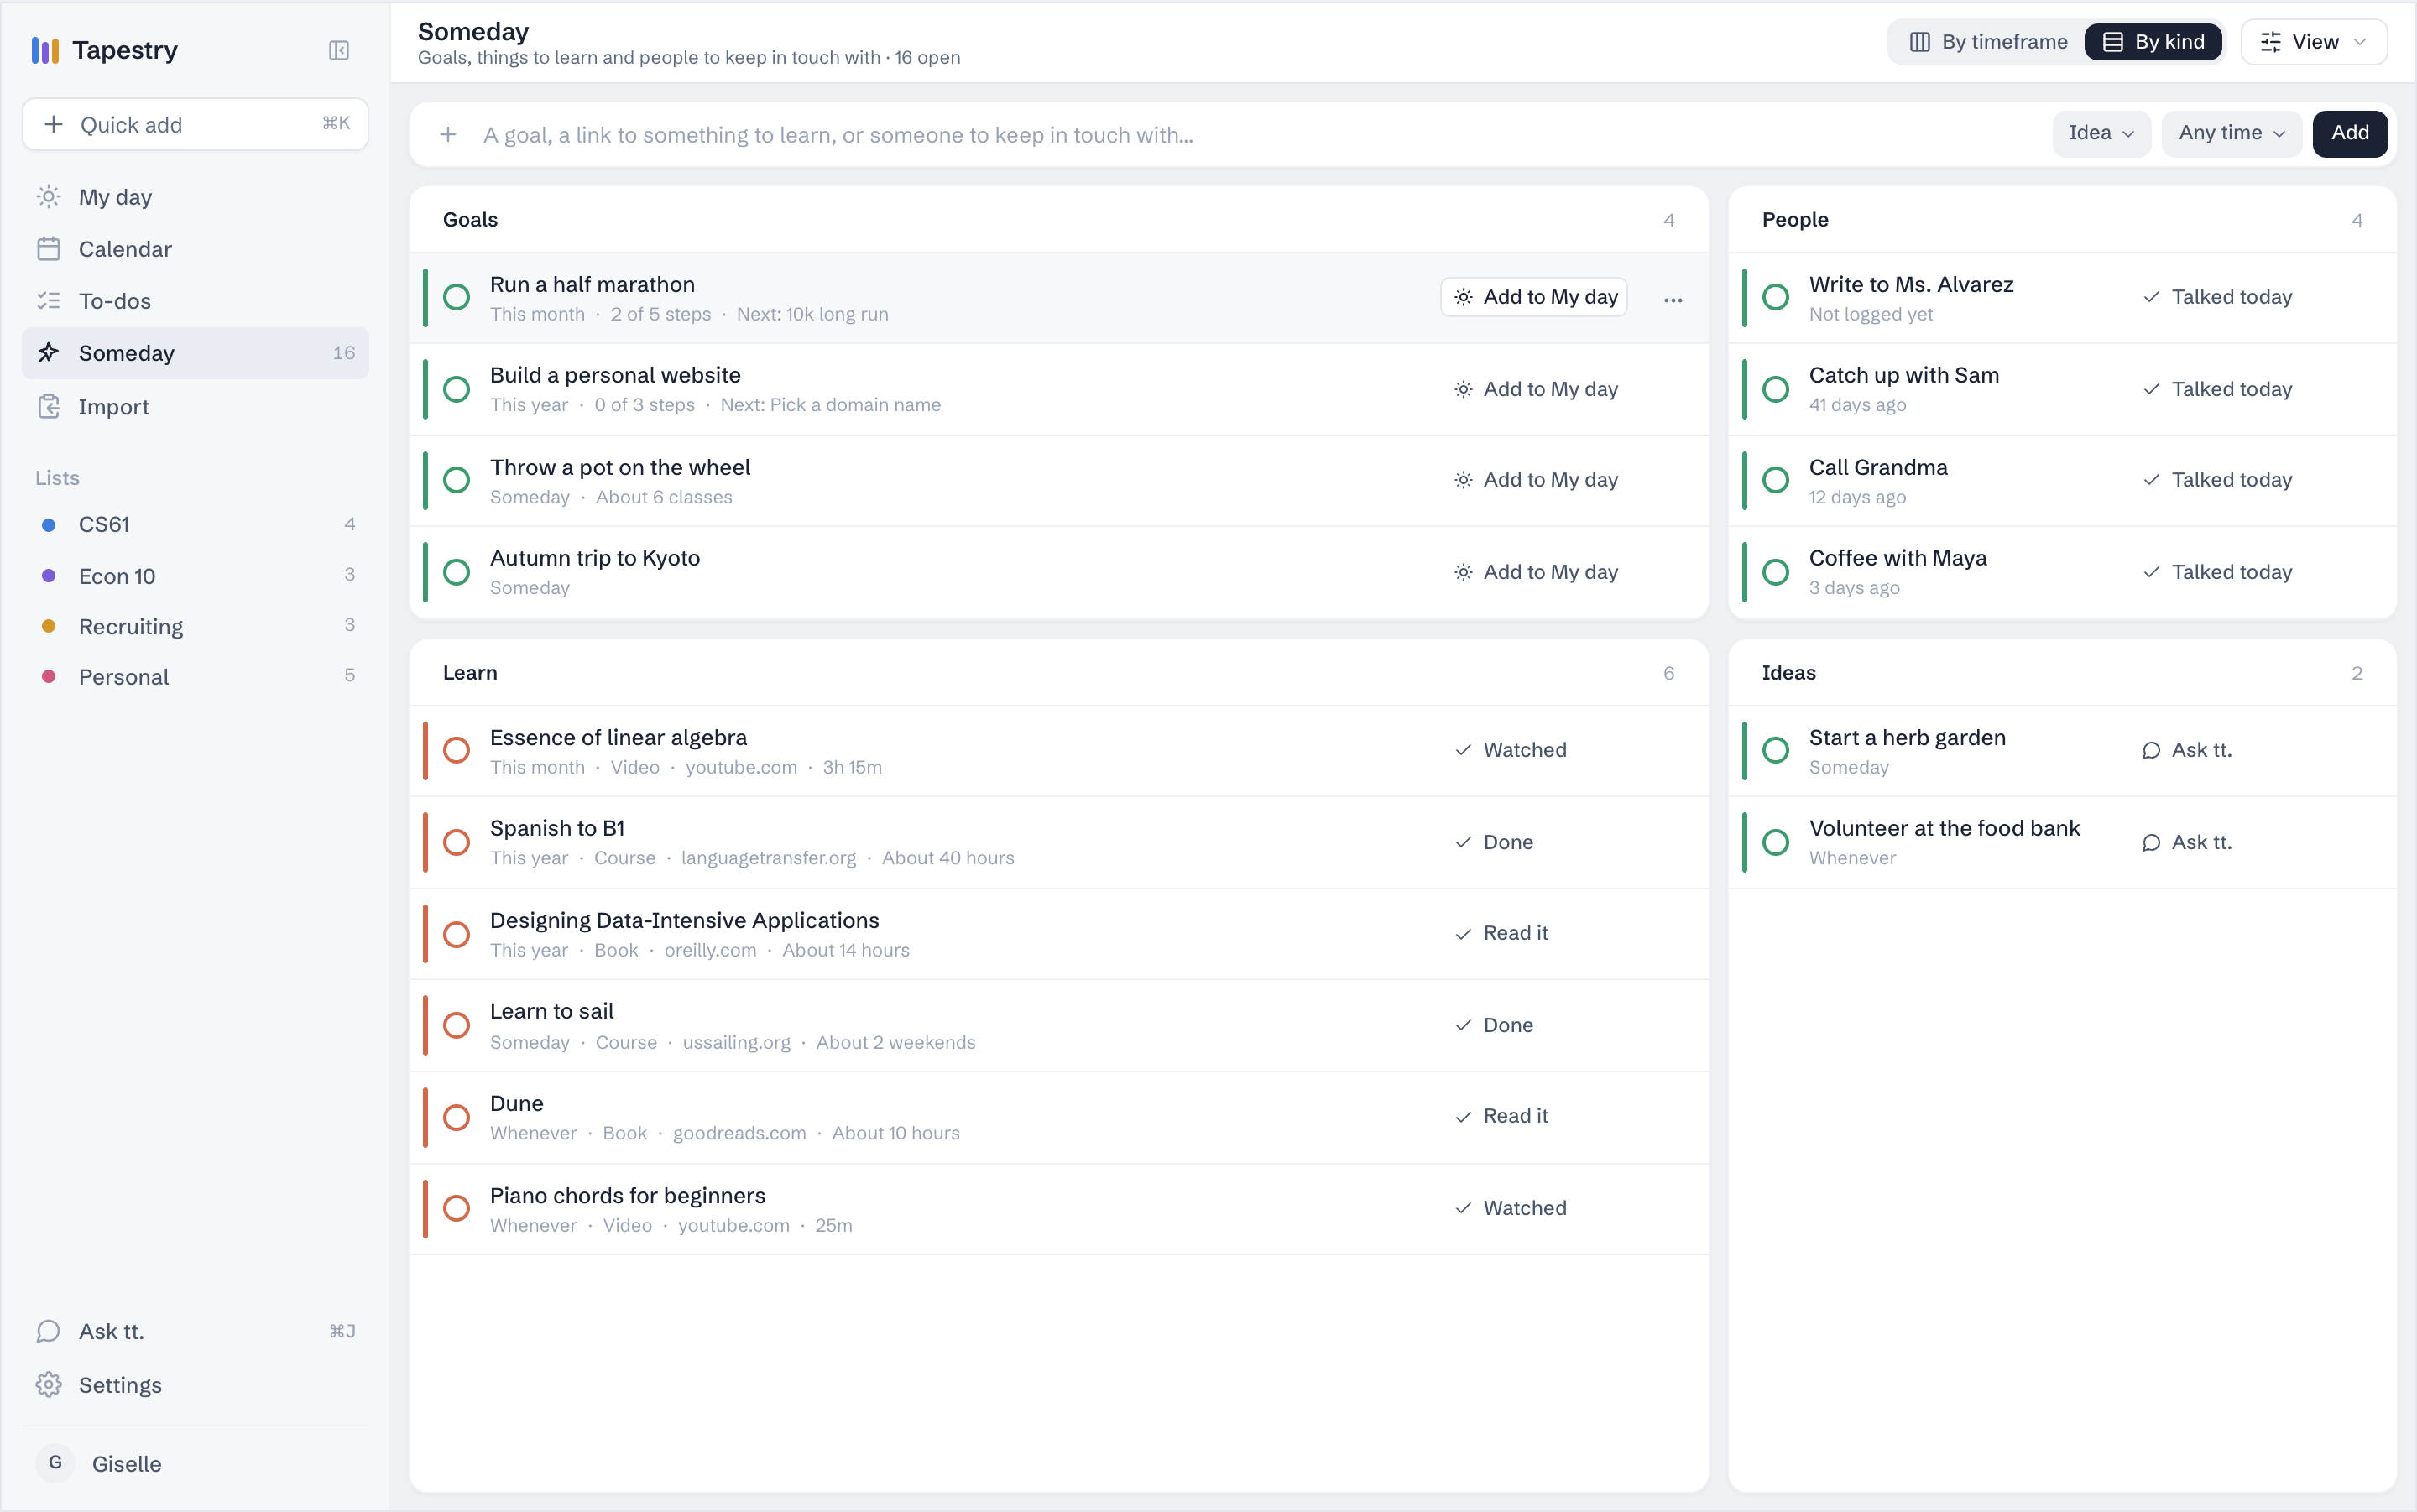 Tapestry
Quick add ⌘K
My day
Calendar
To-dos
Someday 16
Import
Lists
CS61 4
Econ 10 3
Recruiting 3
Personal 5
Ask tt. ⌘J
Settings
G Giselle
Someday
Goals, things to learn and people to keep in touch with · 16 open
By timeframe By kind View
A goal, a link to something to learn, or someone to keep in touch with... Idea Any time Add
Goals 4
Run a half marathon
This month · 2 of 5 steps · Next: 10k long run
Add to My day ...
Build a personal website
This year · 0 of 3 steps · Next: Pick a domain name
Add to My day
Throw a pot on the wheel
Someday · About 6 classes
Add to My day
Autumn trip to Kyoto
Someday
Add to My day
People 4
Write to Ms. Alvarez
Not logged yet
Talked today
Catch up with Sam
41 days ago
Talked today
Call Grandma
12 days ago
Talked today
Coffee with Maya
3 days ago
Talked today
Learn 6
Essence of linear algebra
This month · Video · youtube.com · 3h 15m
Watched
Spanish to B1
This year · Course · languagetransfer.org · About 40 hours
Done
Designing Data-Intensive Applications
This year · Book · oreilly.com · About 14 hours
Read it
Learn to sail
Someday · Course · ussailing.org · About 2 weekends
Done
Dune
Whenever · Book · goodreads.com · About 10 hours
Read it
Piano chords for beginners
Whenever · Video · youtube.com · 25m
Watched
Ideas 2
Start a herb garden
Someday
Ask tt.
Volunteer at the food bank
Whenever
Ask tt.